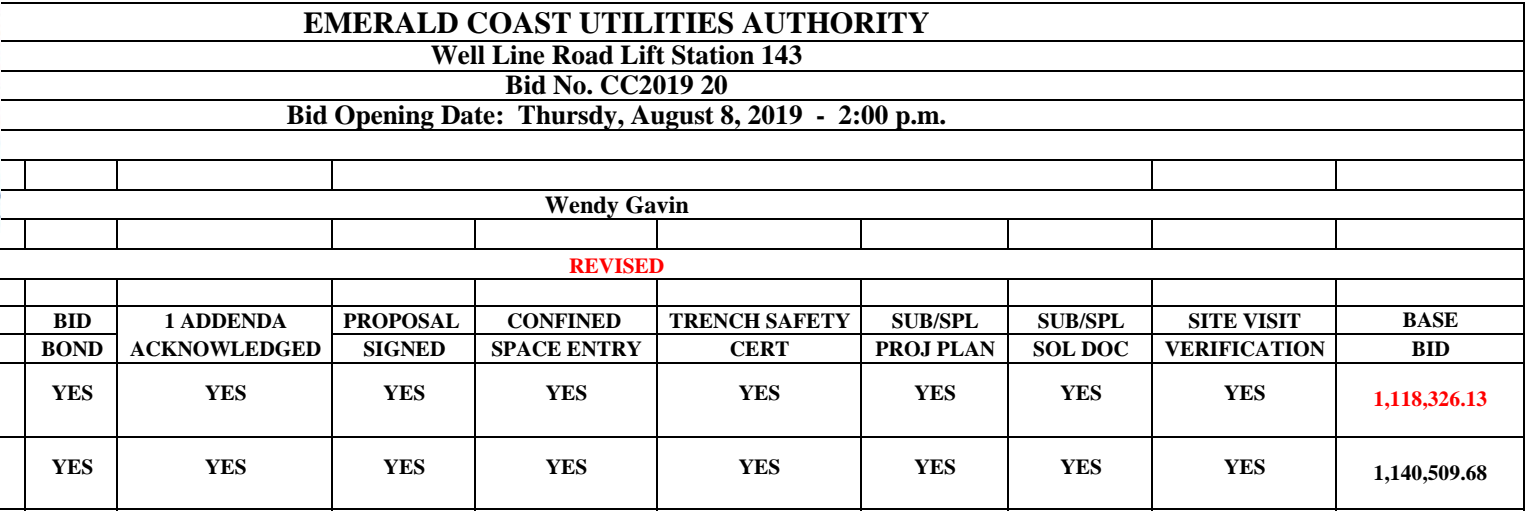 EMERALD COAST UTILITIES AUTHORITY
Well Line Road Lift Station 143
Bid No. CC2019 20
Bid Opening Date:  Thursdy, August 8, 2019  -  2:00 p.m.
Wendy Gavin
REVISED
BID 1 ADDENDA PROPOSAL CONFINED TRENCH SAFETY SUB/SPL SUB/SPL SITE VISIT BASE
BOND ACKNOWLEDGED SIGNED SPACE ENTRY CERT PROJ PLAN SOL DOC VERIFICATION BID
YES YES YES YES YES YES YES YES 1,118,326.13
YES YES YES YES YES YES YES YES 1,140,509.68